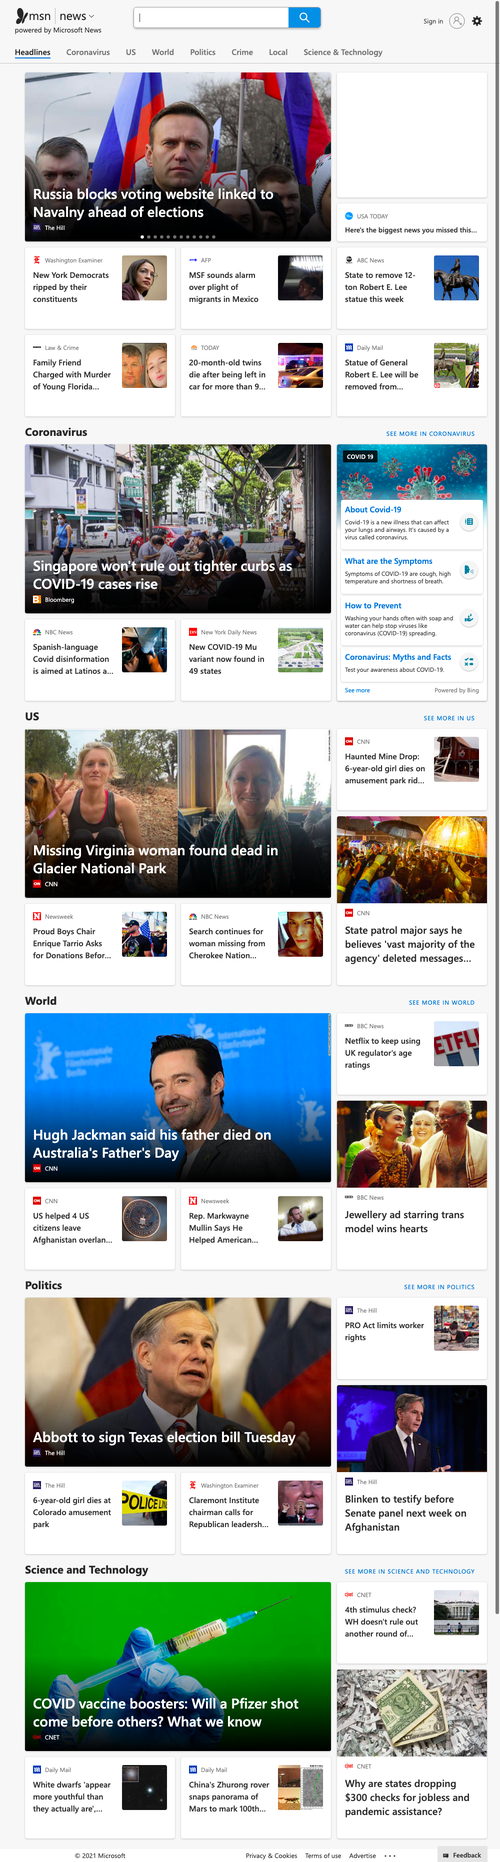 msn | news
powered by Microsoft News
Sign in
Headlines Coronavirus US World Politics Crime Local Science & Technology
Russia blocks voting website linked to
Navalny ahead of elections
The Hill
USA TODAY
Here's the biggest news you missed this...
Washington Examiner
New York Democrats
ripped by their
constituents
AFP
MSF sounds alarm
over plight of
migrants in Mexico
ABC News
State to remove 12-
ton Robert E. Lee
statue this week
Law & Crime
Family Friend
Charged with Murder
of Young Florida...
TODAY
20-month-old twins
die after being left in
car for more than 9...
Daily Mail
Statue of General
Robert E. Lee will be
removed from...
Coronavirus
SEE MORE IN CORONAVIRUS
Singapore won't rule out tighter curbs as
COVID-19 cases rise
Bloomberg
COVID 19
About Covid-19
Covid-19 is a new illness that can affect
your lungs and airways. It's caused by a
virus called coronavirus.
What are the Symptoms
Symptoms of COVID-19 are cough, high
temperature and shortness of breath.
How to Prevent
Washing your hands often with soap and
water can help stop viruses like
coronavirus (COVID-19) spreading.
Coronavirus: Myths and Facts
Test your awareness about COVID-19.
See more
Powered by Bing
NBC News
Spanish-language
Covid disinformation
is aimed at Latinos a...
New York Daily News
New COVID-19 Mu
variant now found in
49 states
US
SEE MORE IN US
Missing Virginia woman found dead in
Glacier National Park
CNN
CNN
Haunted Mine Drop:
6-year-old girl dies on
amusement park rid...
CNN
State patrol major says he
believes 'vast majority of the
agency' deleted messages...
Newsweek
Proud Boys Chair
Enrique Tarrio Asks
for Donations Befor...
NBC News
Search continues for
woman missing from
Cherokee Nation...
World
SEE MORE IN WORLD
Internationale
Filmfestspiele
Berlin
Hugh Jackman said his father died on
Australia's Father's Day
CNN
BBC News
Netflix to keep using
UK regulator's age
ratings
ETFLI
BBC News
Jewellery ad starring trans
model wins hearts
CNN
US helped 4 US
citizens leave
Afghanistan overlan...
Newsweek
Rep. Markwayne
Mullin Says He
Helped American...
Politics
SEE MORE IN POLITICS
Abbott to sign Texas election bill Tuesday
The Hill
The Hill
PRO Act limits worker
rights
The Hill
Blinken to testify before
Senate panel next week on
Afghanistan
The Hill
6-year-old girl dies at
Colorado amusement
park
POLICE LIN
Washington Examiner
Claremont Institute
chairman calls for
Republican leadersh...
Science and Technology
SEE MORE IN SCIENCE AND TECHNOLOGY
COVID vaccine boosters: Will a Pfizer shot
come before others? What we know
CNET
CNET
4th stimulus check?
WH doesn't rule out
another round of...
CNET
Why are states dropping
$300 checks for jobless and
pandemic assistance?
Daily Mail
White dwarfs 'appear
more youthful than
they actually are',...
Daily Mail
China's Zhurong rover
snaps panorama of
Mars to mark 100th...
© 2021 Microsoft
Privacy & Cookies Terms of use Advertise ...
Feedback